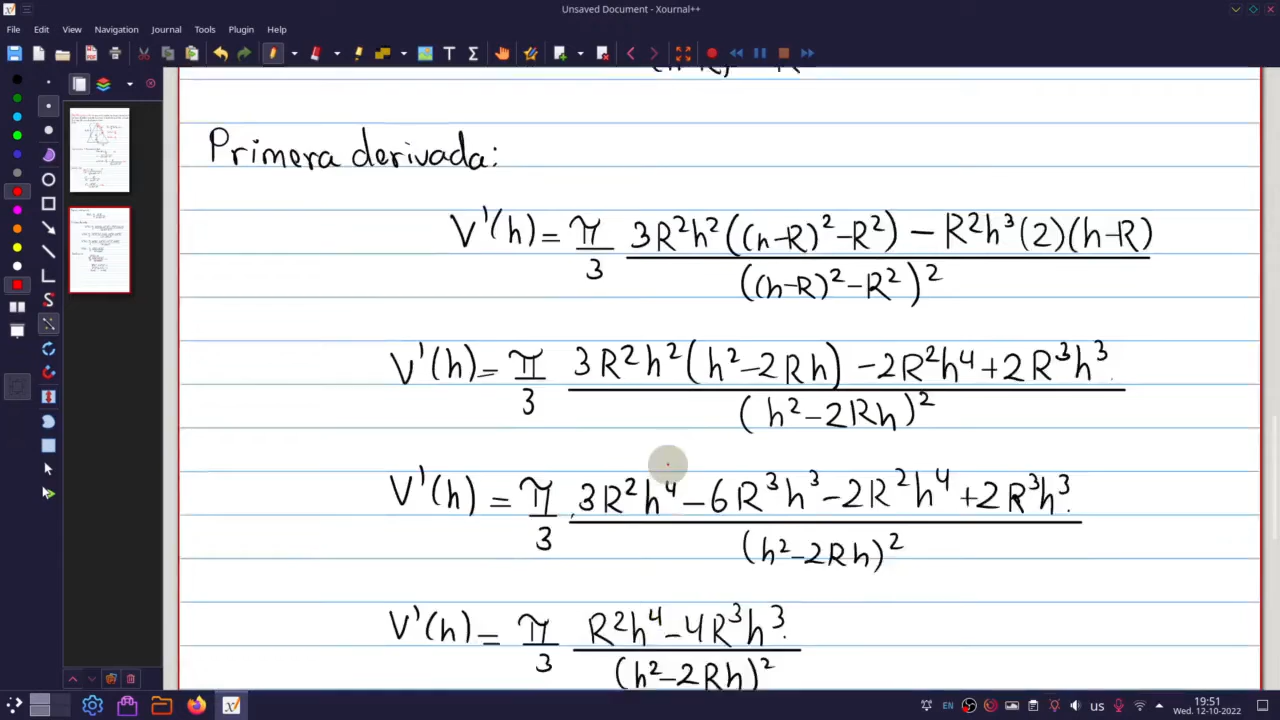 Unsaved Document - Xournal++
File Edit View Navigation Journal Tools Plugin Help
Primera derivada:
V'(h) = π/3 (3R²h²((h-R)² - R²) - R²h³(2)(h-R)) / ((h-R)² - R²)²
V'(h) = π/3 (3R²h²(h² - 2Rh) - 2R²h⁴ + 2R³h³) / (h² - 2Rh)²
V'(h) = π/3 (3R²h⁴ - 6R³h³ - 2R²h⁴ + 2R³h³) / (h² - 2Rh)²
V'(h) = π/3 (R²h⁴ - 4R³h³) / (h² - 2Rh)²
EN us 19:51
Wed. 12-10-2022